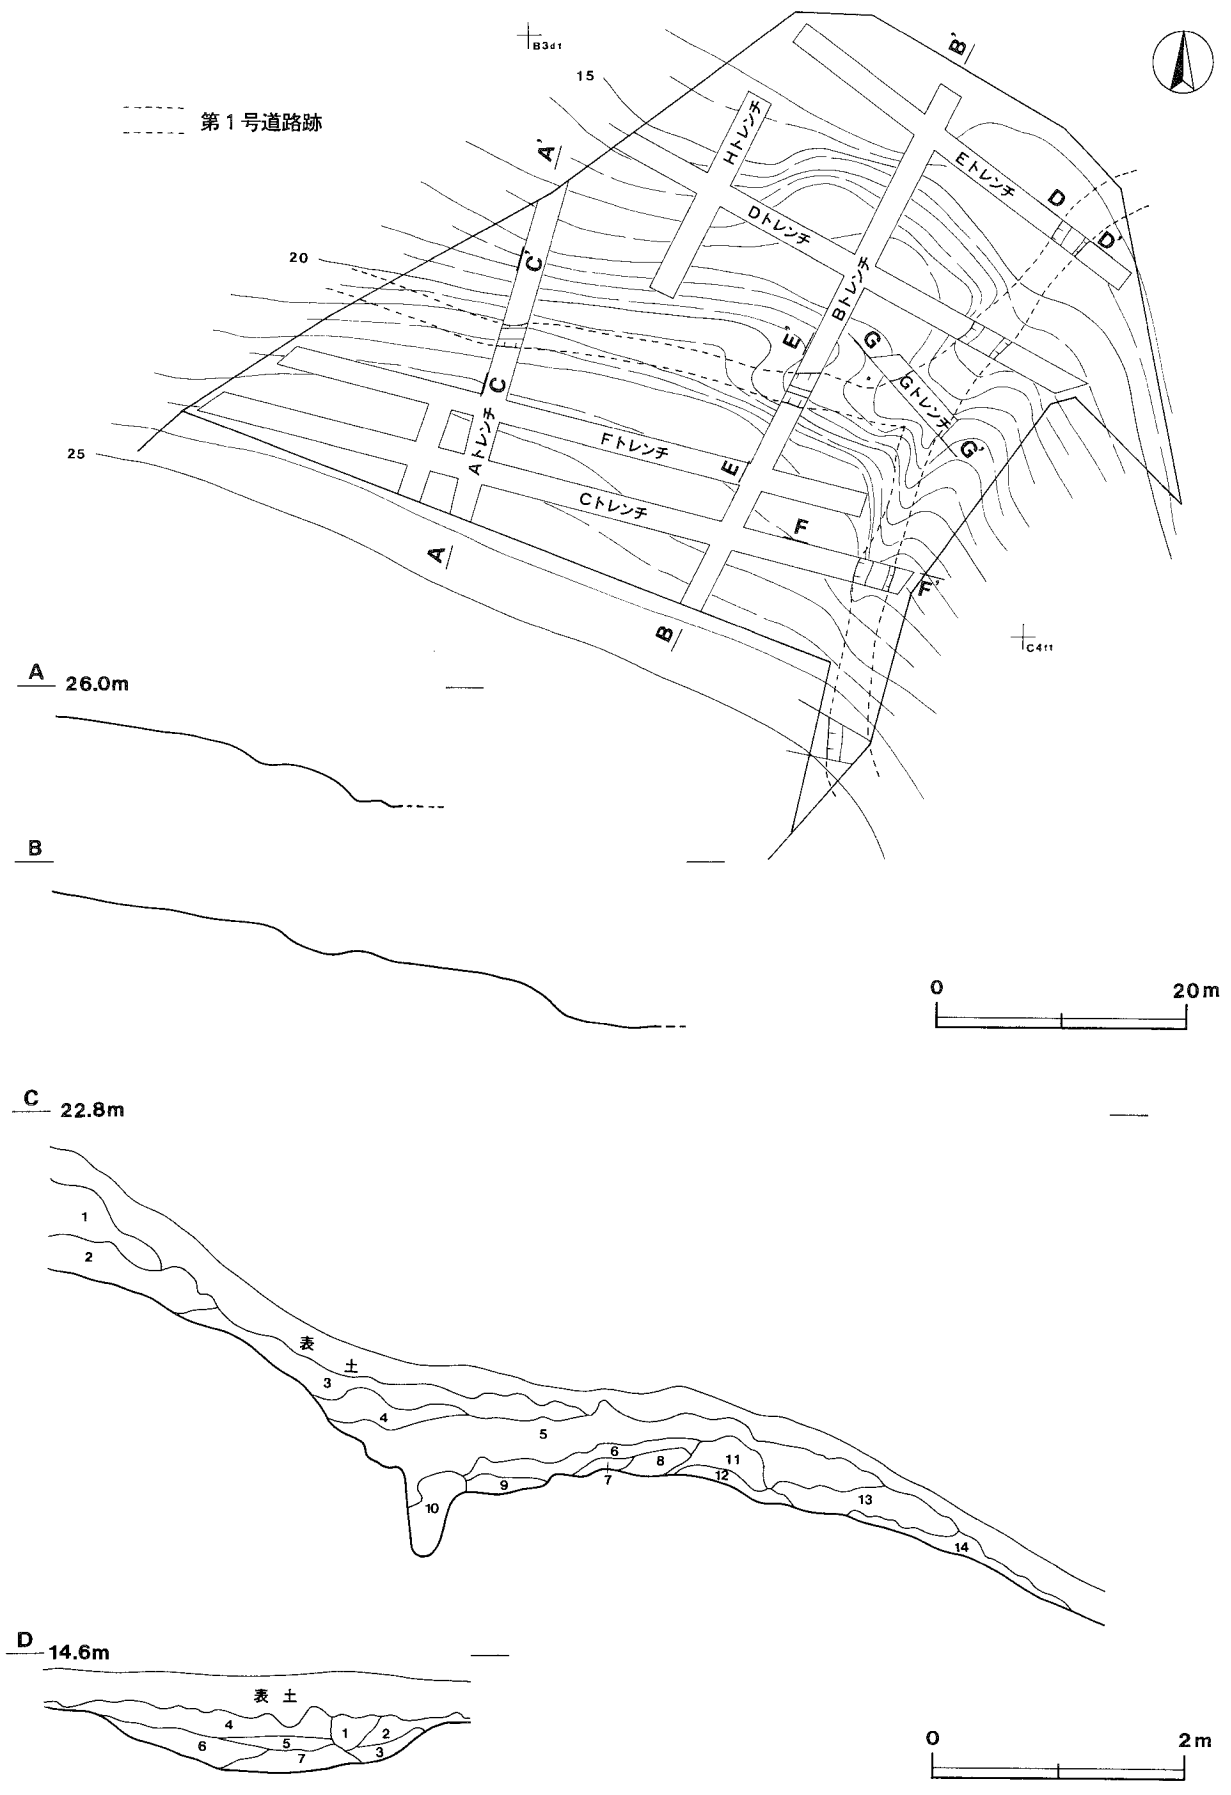 B3d1
15
第1号道路跡
B'
A'
Hトレンチ
Eトレンチ
D
D'
Dトレンチ
20
C'
Bトレンチ
E'
G
Gトレンチ
G'
C
Aトレンチ
Fトレンチ
E
25
Cトレンチ
F
F'
A
B
C4f1
A 26.0m
B
0 20m
C 22.8m
1
2
表土
3
4
5
6
7
8
9
10
11
12
13
14
D 14.6m
表土
4
1
2
5
6
7
3
0 2m